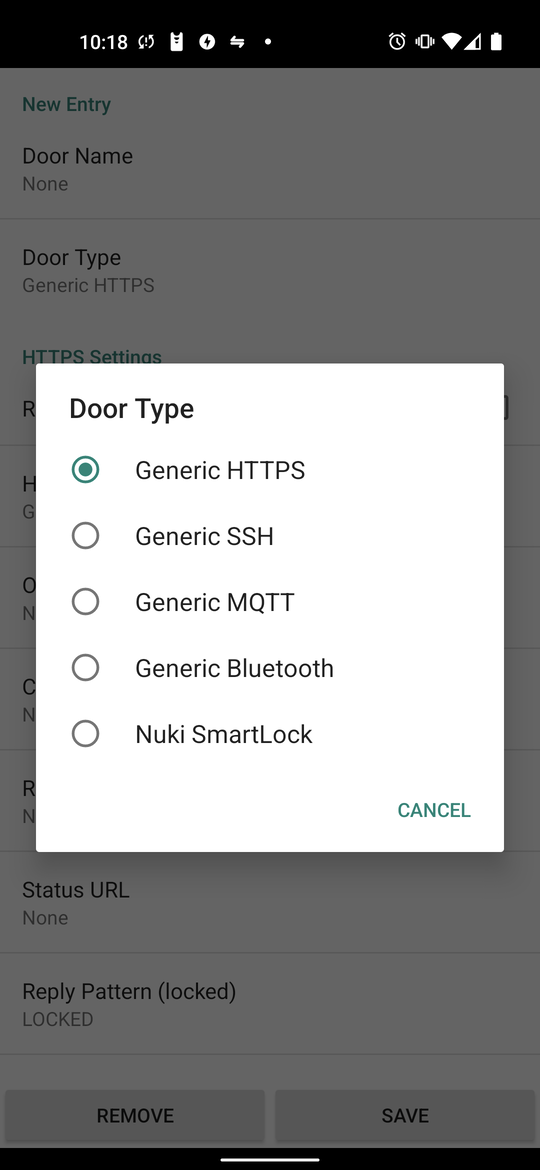 10:18
New Entry
Door Name
None
Door Type
Generic HTTPS
HTTPS Settings
Door Type
Generic HTTPS
Generic SSH
Generic MQTT
Generic Bluetooth
Nuki SmartLock
CANCEL
Status URL
None
Reply Pattern (locked)
LOCKED
REMOVE
SAVE